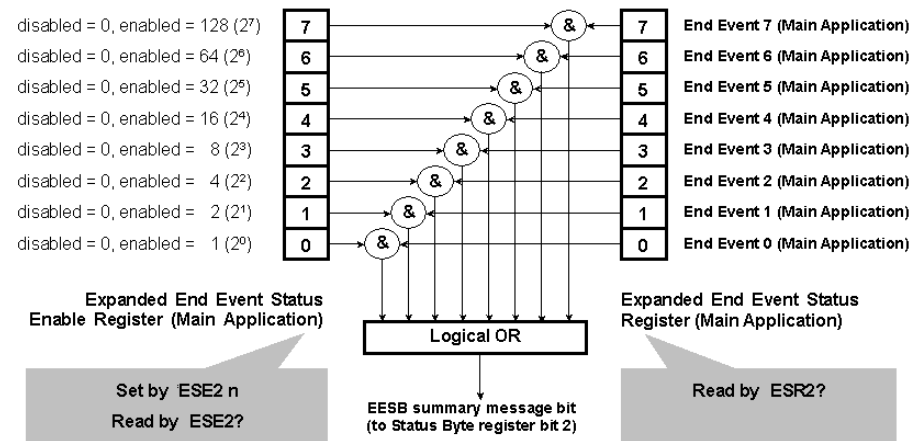 disabled = 0, enabled = 128 (2⁷) 7 & 7 End Event 7 (Main Application)
disabled = 0, enabled = 64 (2⁶) 6 & 6 End Event 6 (Main Application)
disabled = 0, enabled = 32 (2⁵) 5 & 5 End Event 5 (Main Application)
disabled = 0, enabled = 16 (2⁴) 4 & 4 End Event 4 (Main Application)
disabled = 0, enabled = 8 (2³) 3 & 3 End Event 3 (Main Application)
disabled = 0, enabled = 4 (2²) 2 & 2 End Event 2 (Main Application)
disabled = 0, enabled = 2 (2¹) 1 & 1 End Event 1 (Main Application)
disabled = 0, enabled = 1 (2⁰) 0 & 0 End Event 0 (Main Application)
Expanded End Event Status
Enable Register (Main Application)
Expanded End Event Status
Register (Main Application)
Logical OR
Set by ESE2 n
Read by ESE2?
Read by ESR2?
EESB summary message bit
(to Status Byte register bit 2)